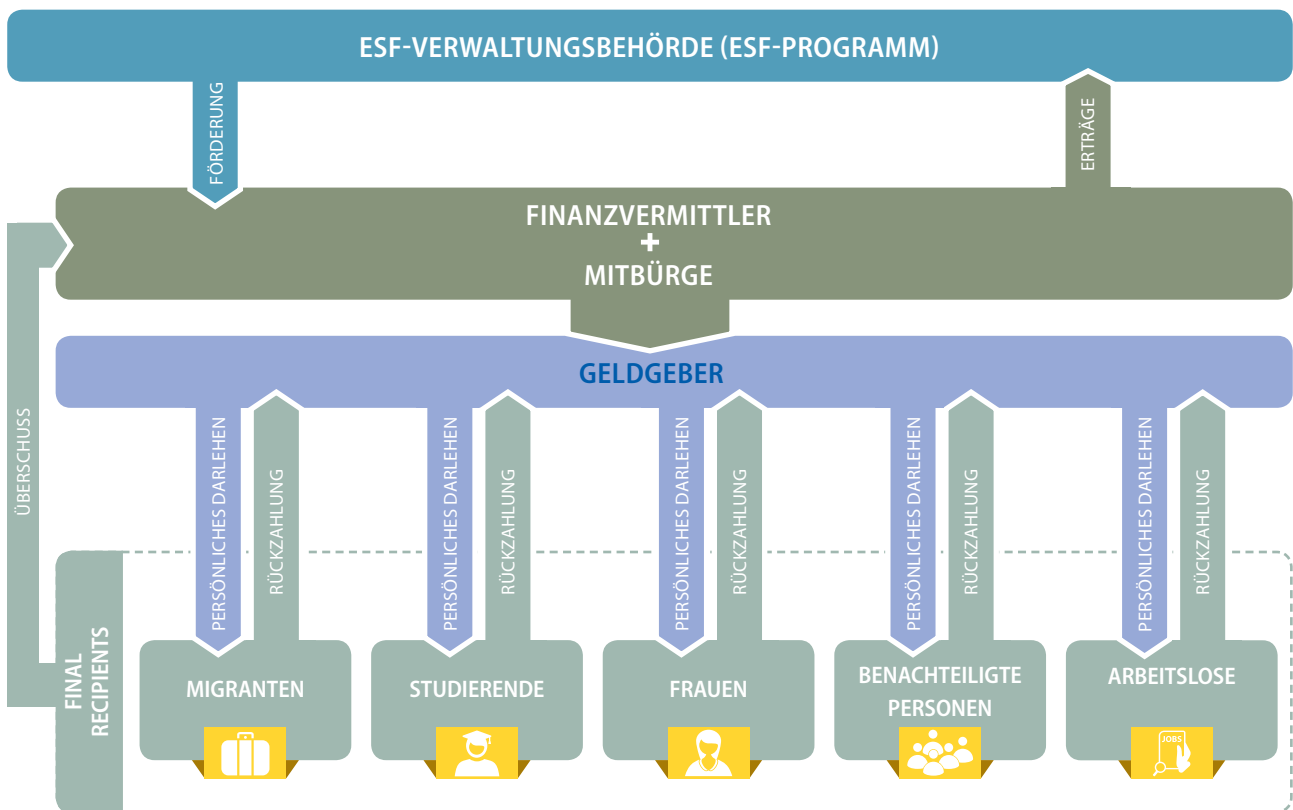 ESF-VERWALTUNGSBEHÖRDE (ESF-PROGRAMM)
FÖRDERUNG
ERTRÄGE
FINANZVERMITTLER
+
MITBÜRGE
GELDGEBER
ÜBERSCHUSS
PERSÖNLICHES DARLEHEN
RÜCKZAHLUNG
PERSÖNLICHES DARLEHEN
RÜCKZAHLUNG
PERSÖNLICHES DARLEHEN
RÜCKZAHLUNG
PERSÖNLICHES DARLEHEN
RÜCKZAHLUNG
PERSÖNLICHES DARLEHEN
RÜCKZAHLUNG
FINAL
RECIPIENTS
MIGRANTEN
STUDIERENDE
FRAUEN
BENACHTEILIGTE
PERSONEN
ARBEITSLOSE
JOBS